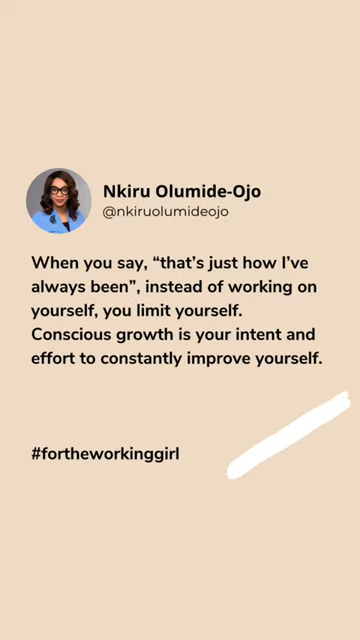 Nkiru Olumide-Ojo
@nkiruolumideojo
When you say, “that’s just how I’ve
always been”, instead of working on
yourself, you limit yourself.
Conscious growth is your intent and
effort to constantly improve yourself.
#fortheworkinggirl